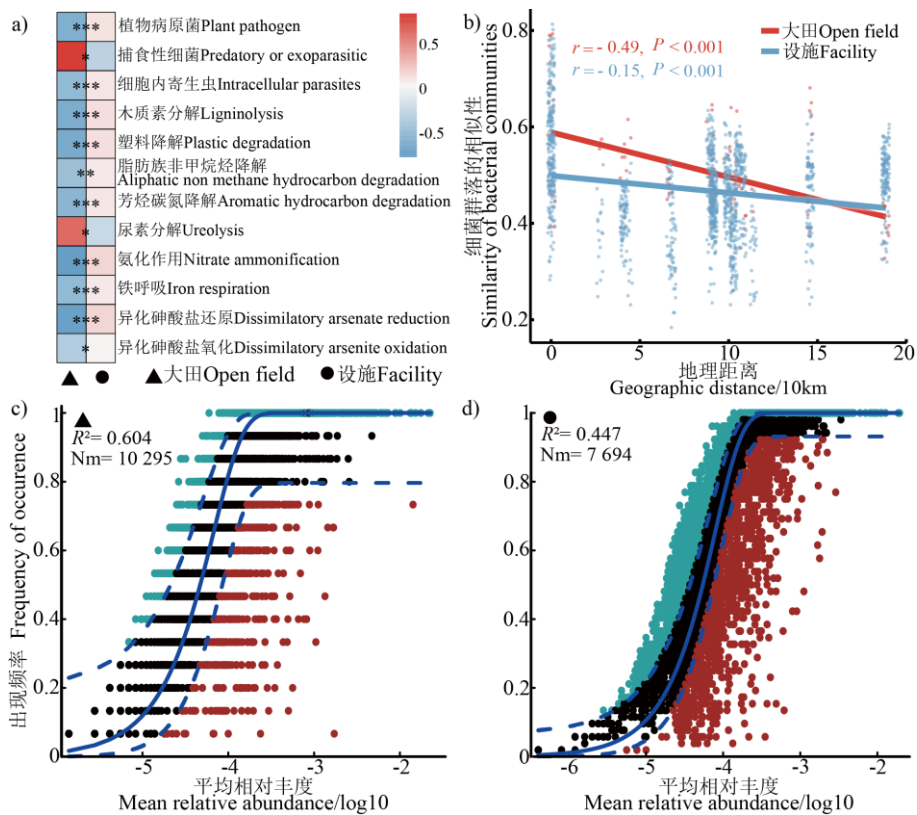 a)
*** 植物病原菌Plant pathogen
* 捕食性细菌Predatory or exoparasitic
*** 细胞内寄生虫Intracellular parasites
*** 木质素分解Ligninolysis
*** 塑料降解Plastic degradation
** 脂肪族非甲烷烃降解
Aliphatic non methane hydrocarbon degradation
*** 芳烃碳氮降解Aromatic hydrocarbon degradation
* 尿素分解Ureolysis
*** 氨化作用Nitrate ammonification
*** 铁呼吸Iron respiration
*** 异化砷酸盐还原Dissimilatory arsenate reduction
* 异化砷酸盐氧化Dissimilatory arsenite oxidation
0.5
0
-0.5
▲ ● ▲大田Open field ●设施Facility
b)
大田Open field
设施Facility
r = - 0.49, P < 0.001
r = - 0.15, P < 0.001
细菌群落的相似性
Similarity of bacterial communities
0.8
0.6
0.4
0.2
0 5 10 15 20
地理距离
Geographic distance/10km
c)
▲
R²= 0.604
Nm= 10 295
出现频率 Frequency of occurence
1
0.8
0.6
0.4
0.2
0
-5 -4 -3 -2
平均相对丰度
Mean relative abundance/log10
d)
●
R²= 0.447
Nm= 7 694
1
0.8
0.6
0.4
0.2
0
-6 -5 -4 -3 -2
平均相对丰度
Mean relative abundance/log10